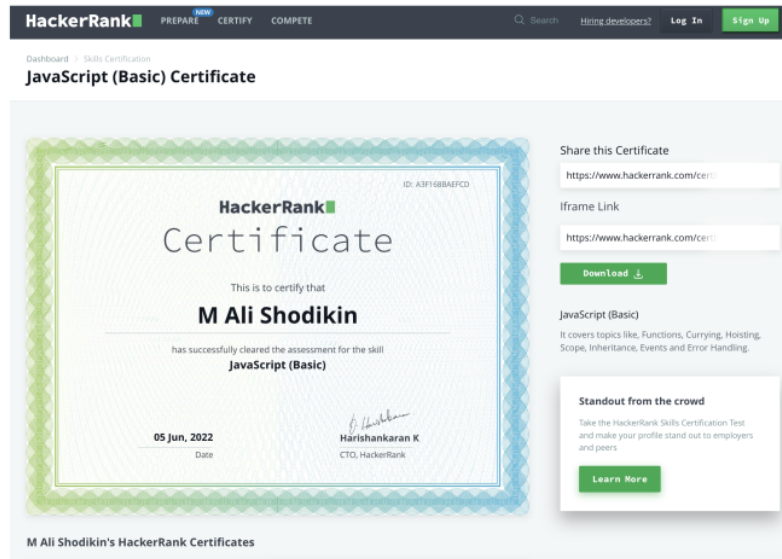 HackerRank PREPARE NEW CERTIFY COMPETE Search Hiring developers? Log In Sign Up
Dashboard > Skills Certification
JavaScript (Basic) Certificate
ID: A3F168BAEFCD
HackerRank
Certificate
This is to certify that
M Ali Shodikin
has successfully cleared the assessment for the skill
JavaScript (Basic)
05 Jun, 2022
Date
Harishankaran K
CTO, HackerRank
Share this Certificate
https://www.hackerrank.com/certi
Iframe Link
https://www.hackerrank.com/certi
Download
JavaScript (Basic)
It covers topics like, Functions, Currying, Hoisting,
Scope, Inheritance, Events and Error Handling.
Standout from the crowd
Take the HackerRank Skills Certification Test
and make your profile stand out to employers
and peers
Learn More
M Ali Shodikin's HackerRank Certificates